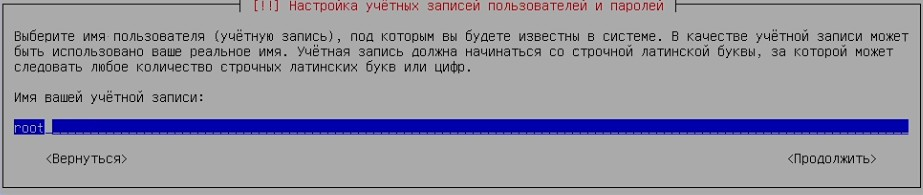 [!!] Настройка учётных записей пользователей и паролей
Выберите имя пользователя (учётную запись), под которым вы будете известны в системе. В качестве учётной записи может
быть использовано ваше реальное имя. Учётная запись должна начинаться со строчной латинской буквы, за которой может
следовать любое количество строчных латинских букв или цифр.
Имя вашей учётной записи:
root
<Вернуться> <Продолжить>